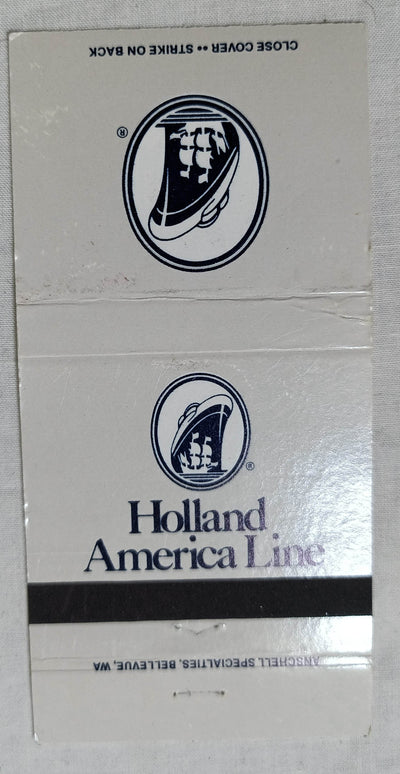 CLOSE COVER •• STRIKE ON BACK
®
®
Holland
America Line
ANSCHELL SPECIALTIES, BELLEVUE, WA